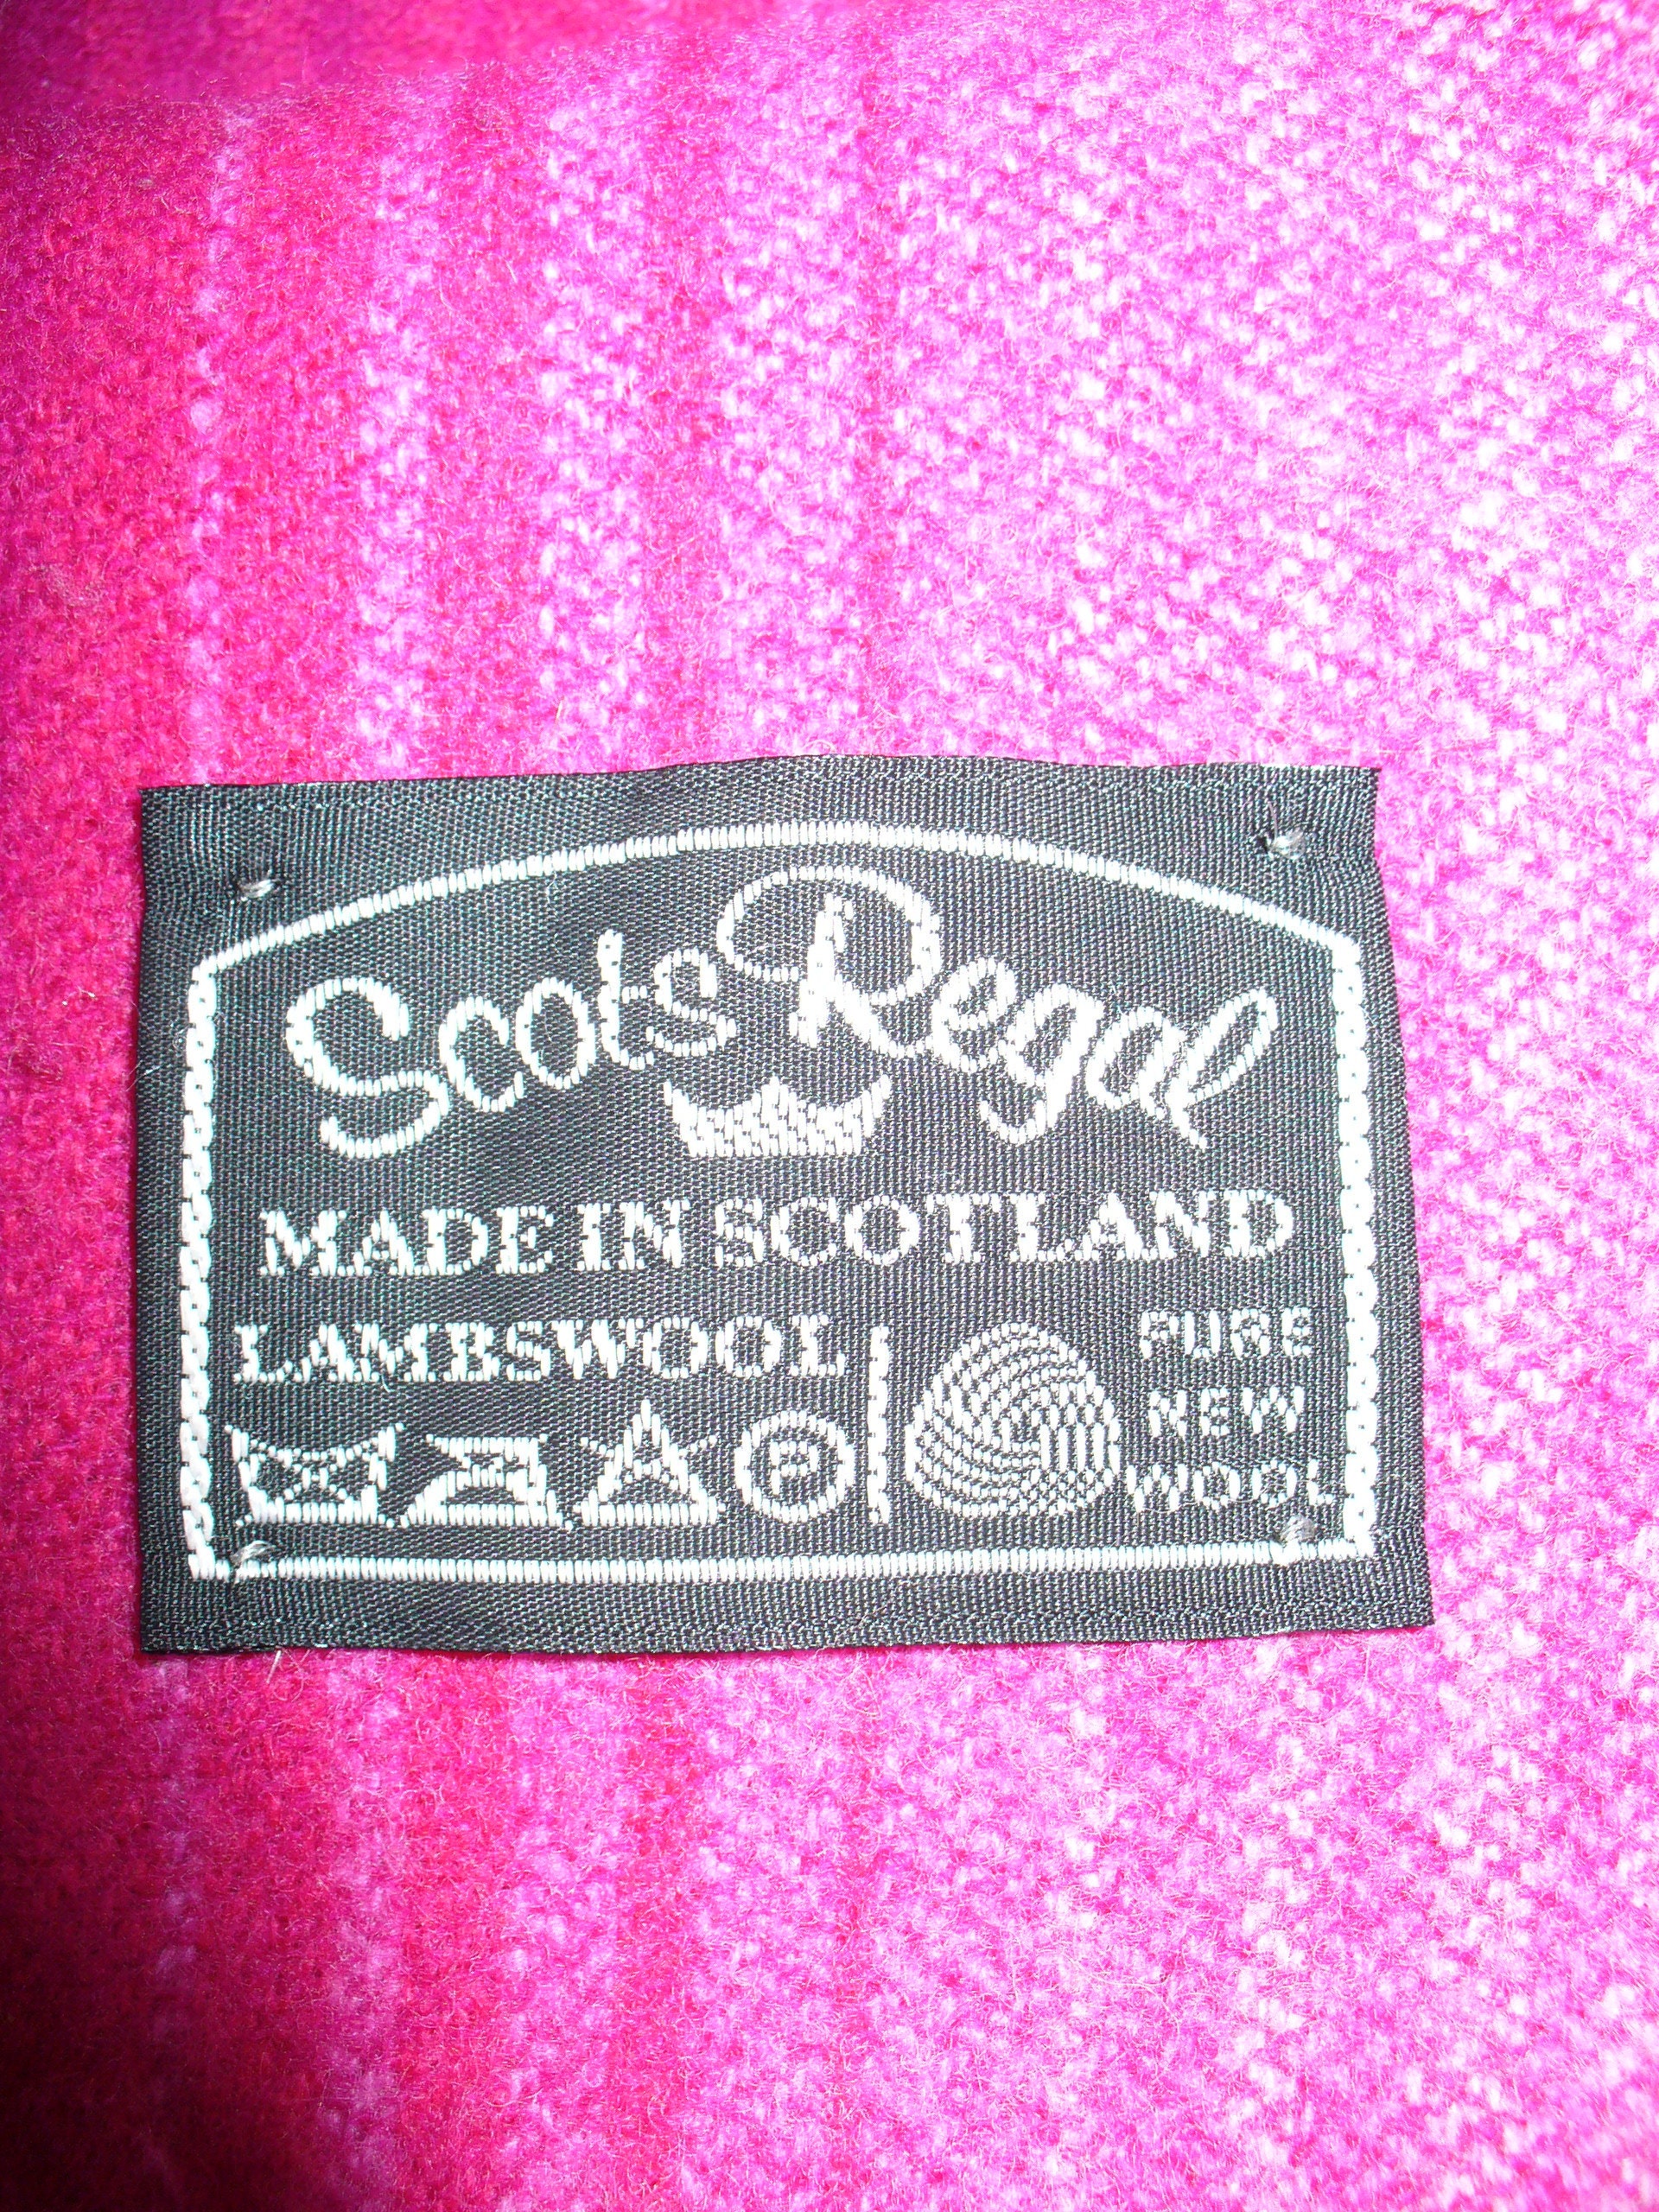 Scots Regal
MADE IN SCOTLAND
LAMBSWOOL
PURE
NEW
WOOL
A
P